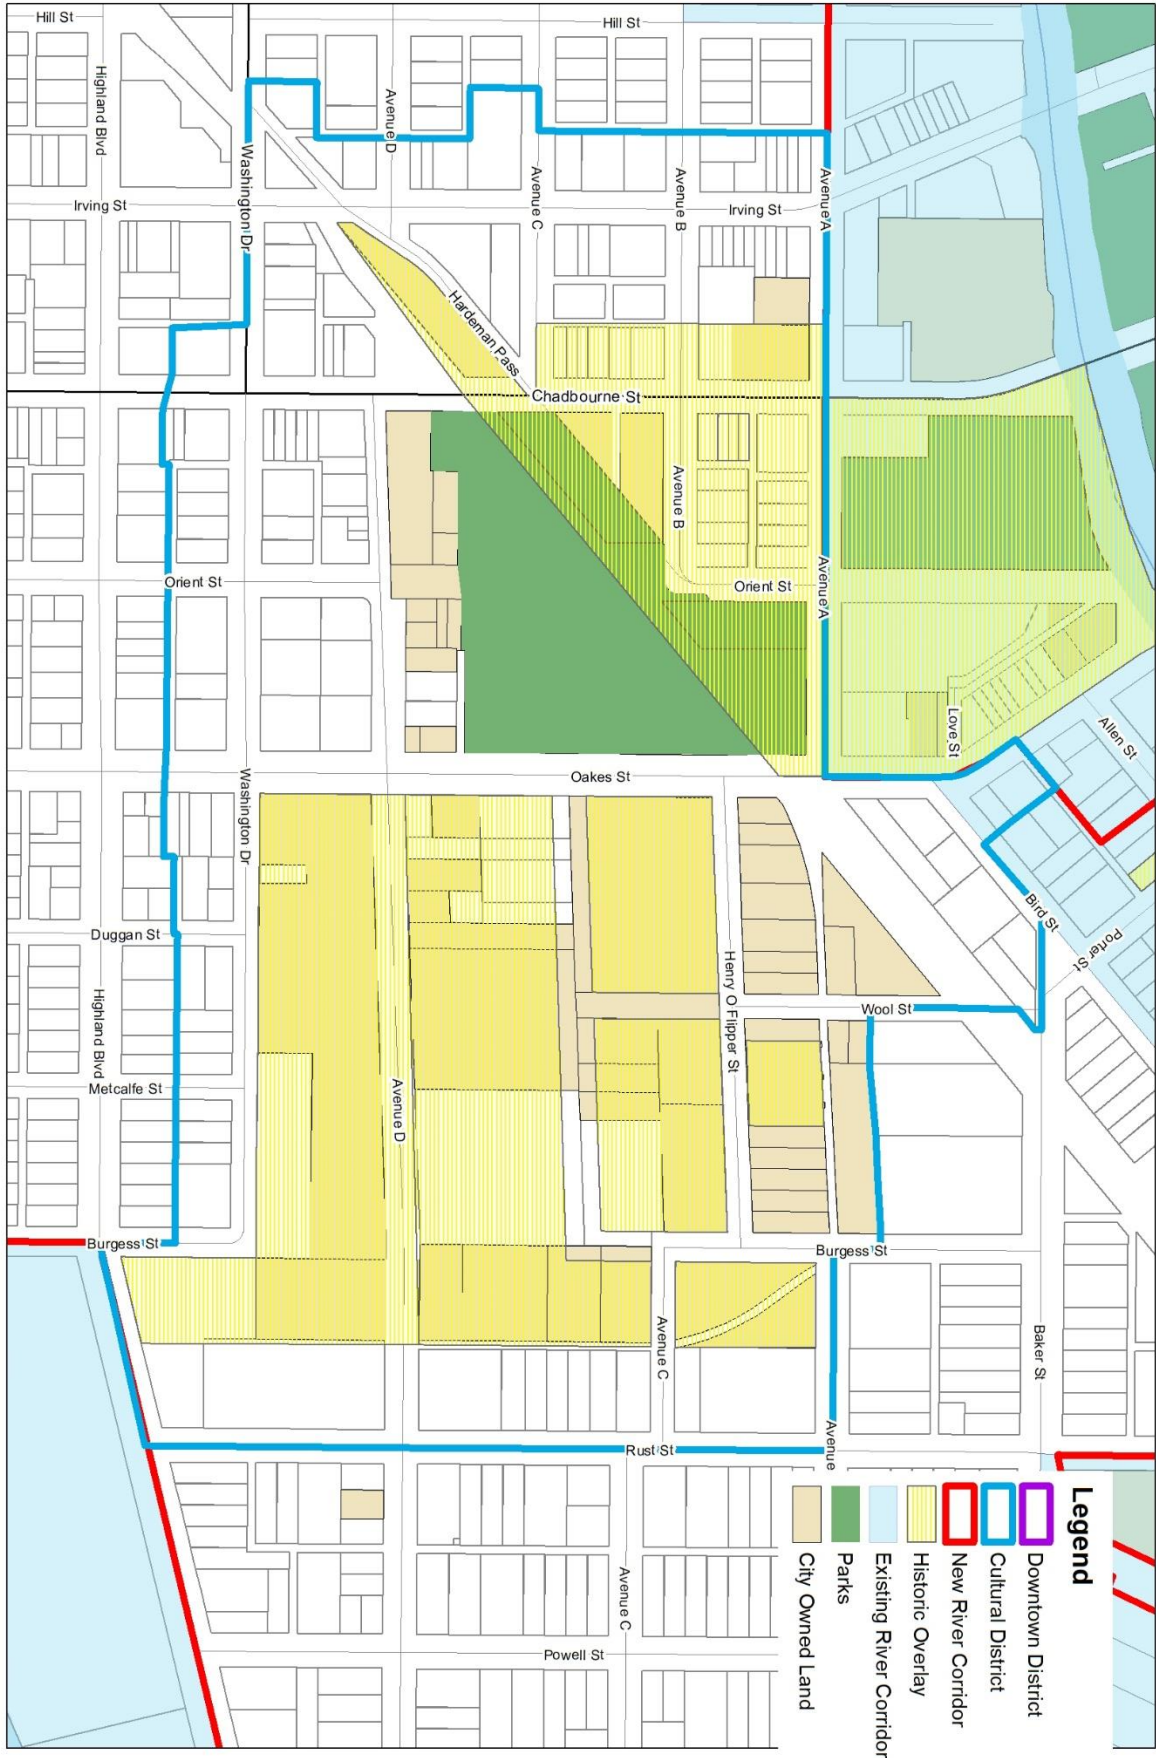 Hill St
Hill St
Highland Blvd
Avenue D
Washington Dr
Avenue C
Avenue B
Avenue A
Irving St
Irving St
Hardeman Pass
Chadbourne St
Avenue B
Avenue A
Orient St
Orient St
Love St
Allen St
Oakes St
Washington Dr
Bird St
Porter St
Duggan St
Highland Blvd
Henry O Flipper St
Wool St
Metcalfe St
Avenue D
Burgess St
Burgess St
Avenue C
Baker St
Avenue
Rust St
Avenue C
Powell St
Legend
Downtown District
Cultural District
New River Corridor
Historic Overlay
Existing River Corridor
Parks
City Owned Land